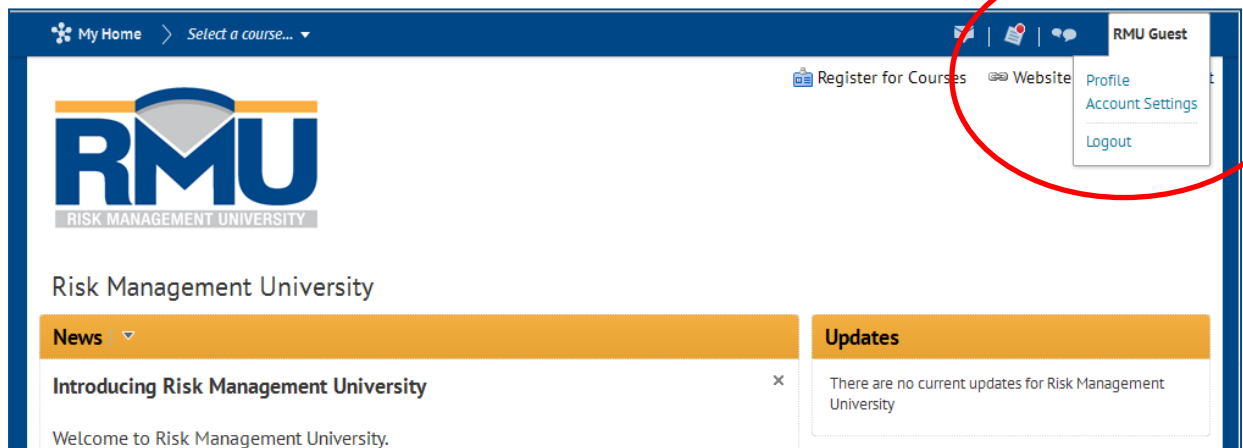 My Home Select a course...
RMU Guest
Register for Courses Website
Profile
Account Settings
Logout
RMU
RISK MANAGEMENT UNIVERSITY
Risk Management University
News
Updates
Introducing Risk Management University
There are no current updates for Risk Management
University
Welcome to Risk Management University.